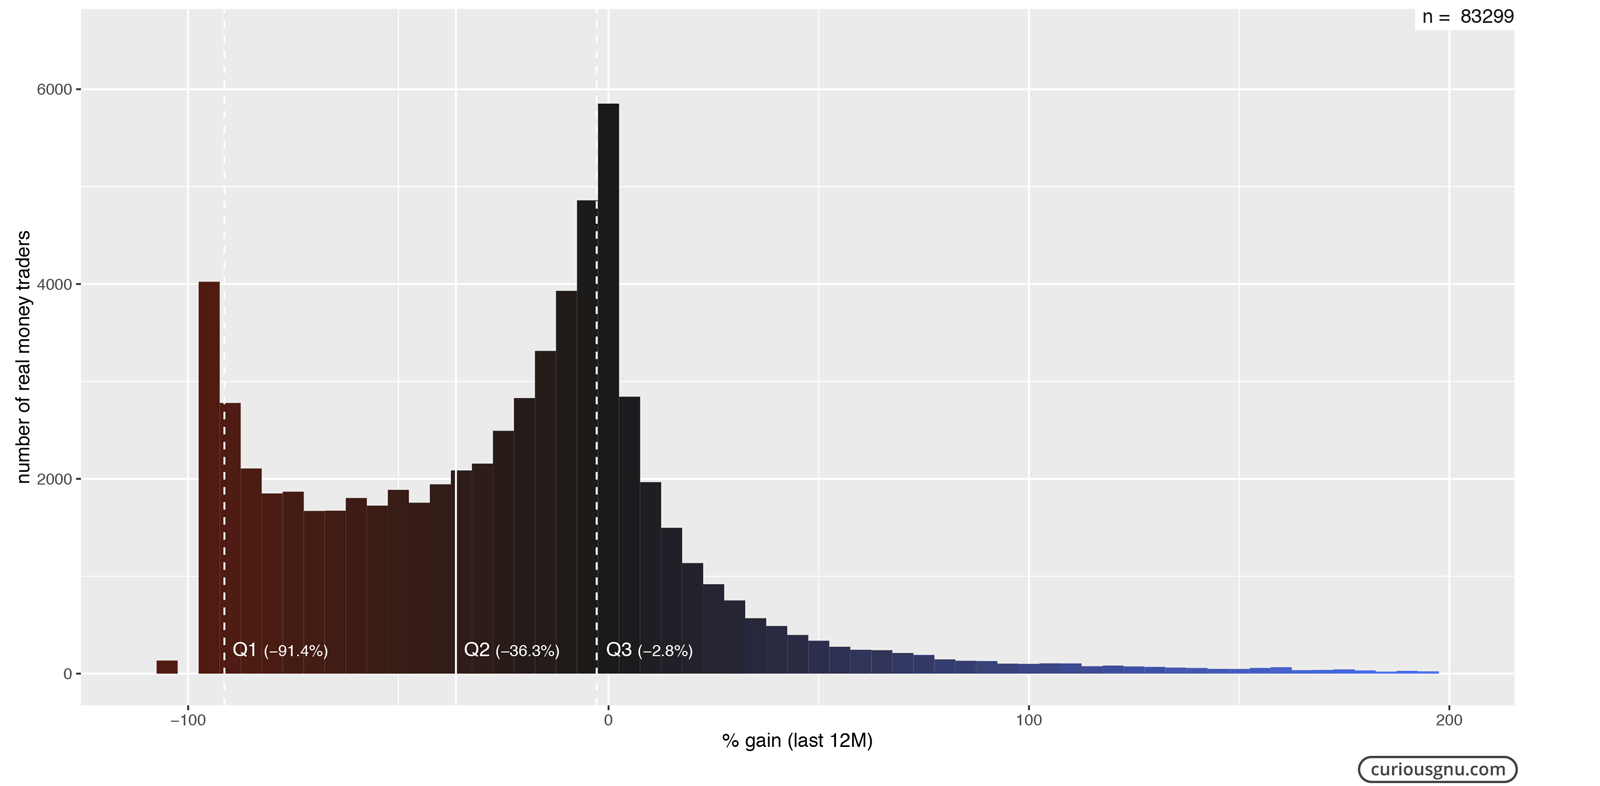 n = 83299
6000
4000
2000
0
number of real money traders
Q1 (−91.4%)
Q2 (−36.3%)
Q3 (−2.8%)
−100
0
100
200
% gain (last 12M)
curiousgnu.com